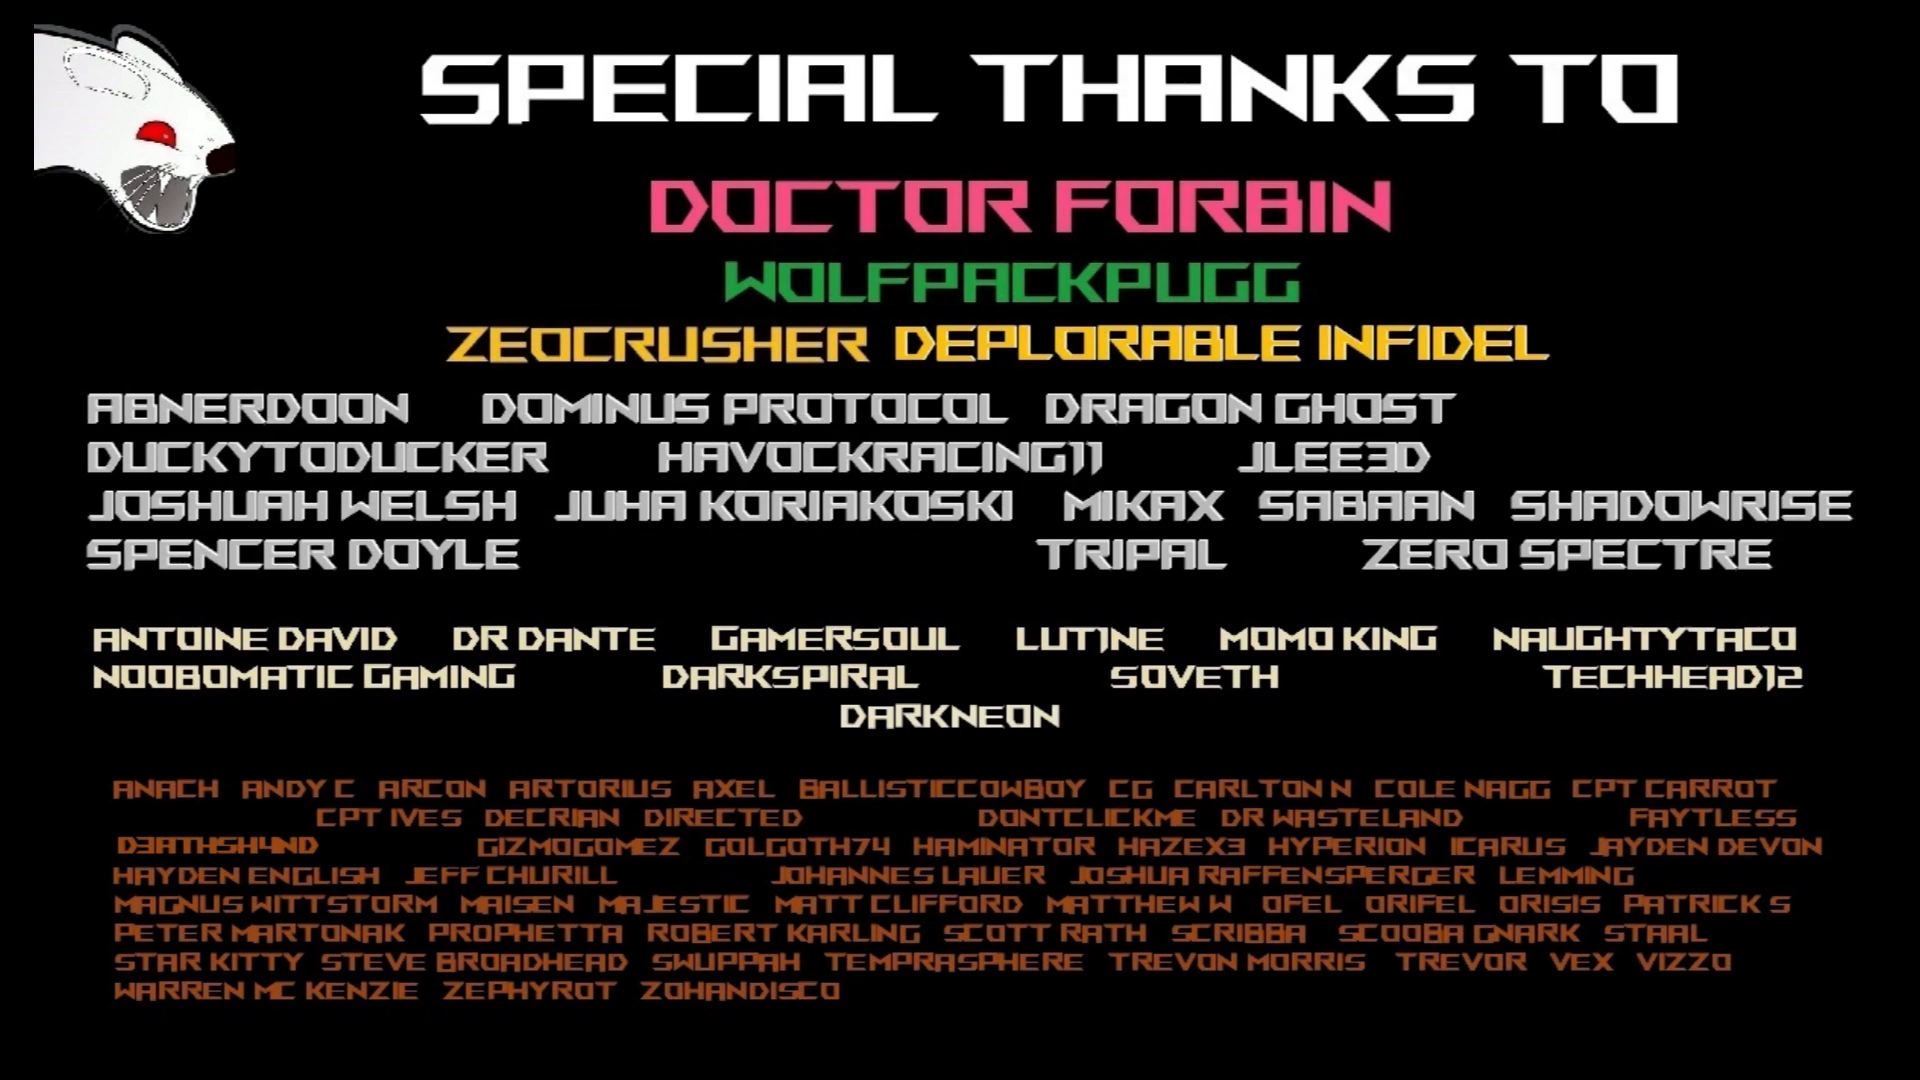 SPECIAL THANKS TO
DOCTOR FORBIN
WOLFPACKPUGG
ZEOCRUSHER DEPLORABLE INFIDEL
ABNERDOON DOMINUS PROTOCOL DRAGON GHOST
DUCKYTODUCKER HAVOCKRACING11 JLEE3D
JOSHUAH WELSH JUHA KORIAKOSKI MIKAX SABAAN SHADOWRISE
SPENCER DOYLE TRIPAL ZERO SPECTRE
ANTOINE DAVID DR DANTE GAMERSOUL LUT1NE MOMO KING NAUGHTYTACO
NOOBOMATIC GAMING DARKSPIRAL SOVETH TECHHEAD12
DARKNEON
ANACH ANDY C ARCON ARTORIUS AXEL BALLISTICCOWBOY CG CARLTON N COLE NAGG CPT CARROT
CPT IVES DECRIAN DIRECTED DONTCLICKME DR WASTELAND FAYTLESS
D3ATHSH4ND GIZMOGOMEZ GOLGOTH74 HAMINATOR HAZEX3 HYPERION ICARUS JAYDEN DEVON
HAYDEN ENGLISH JEFF CHURILL JOHANNES LAUER JOSHUA RAFFENSPERGER LEMMING
MAGNUS WITTSTORM MAISEN MAJESTIC MATT CLIFFORD MATTHEW W OFEL ORIFEL ORISIS PATRICK S
PETER MARTONAK PROPHETTA ROBERT KARLING SCOTT RATH SCRIBBA SCOOBA GNARK STAAL
STAR KITTY STEVE BROADHEAD SWUPPAH TEMPRASPHERE TREVON MORRIS TREVOR VEX VIZZO
WARREN MC KENZIE ZEPHYROT ZOHANDISCO